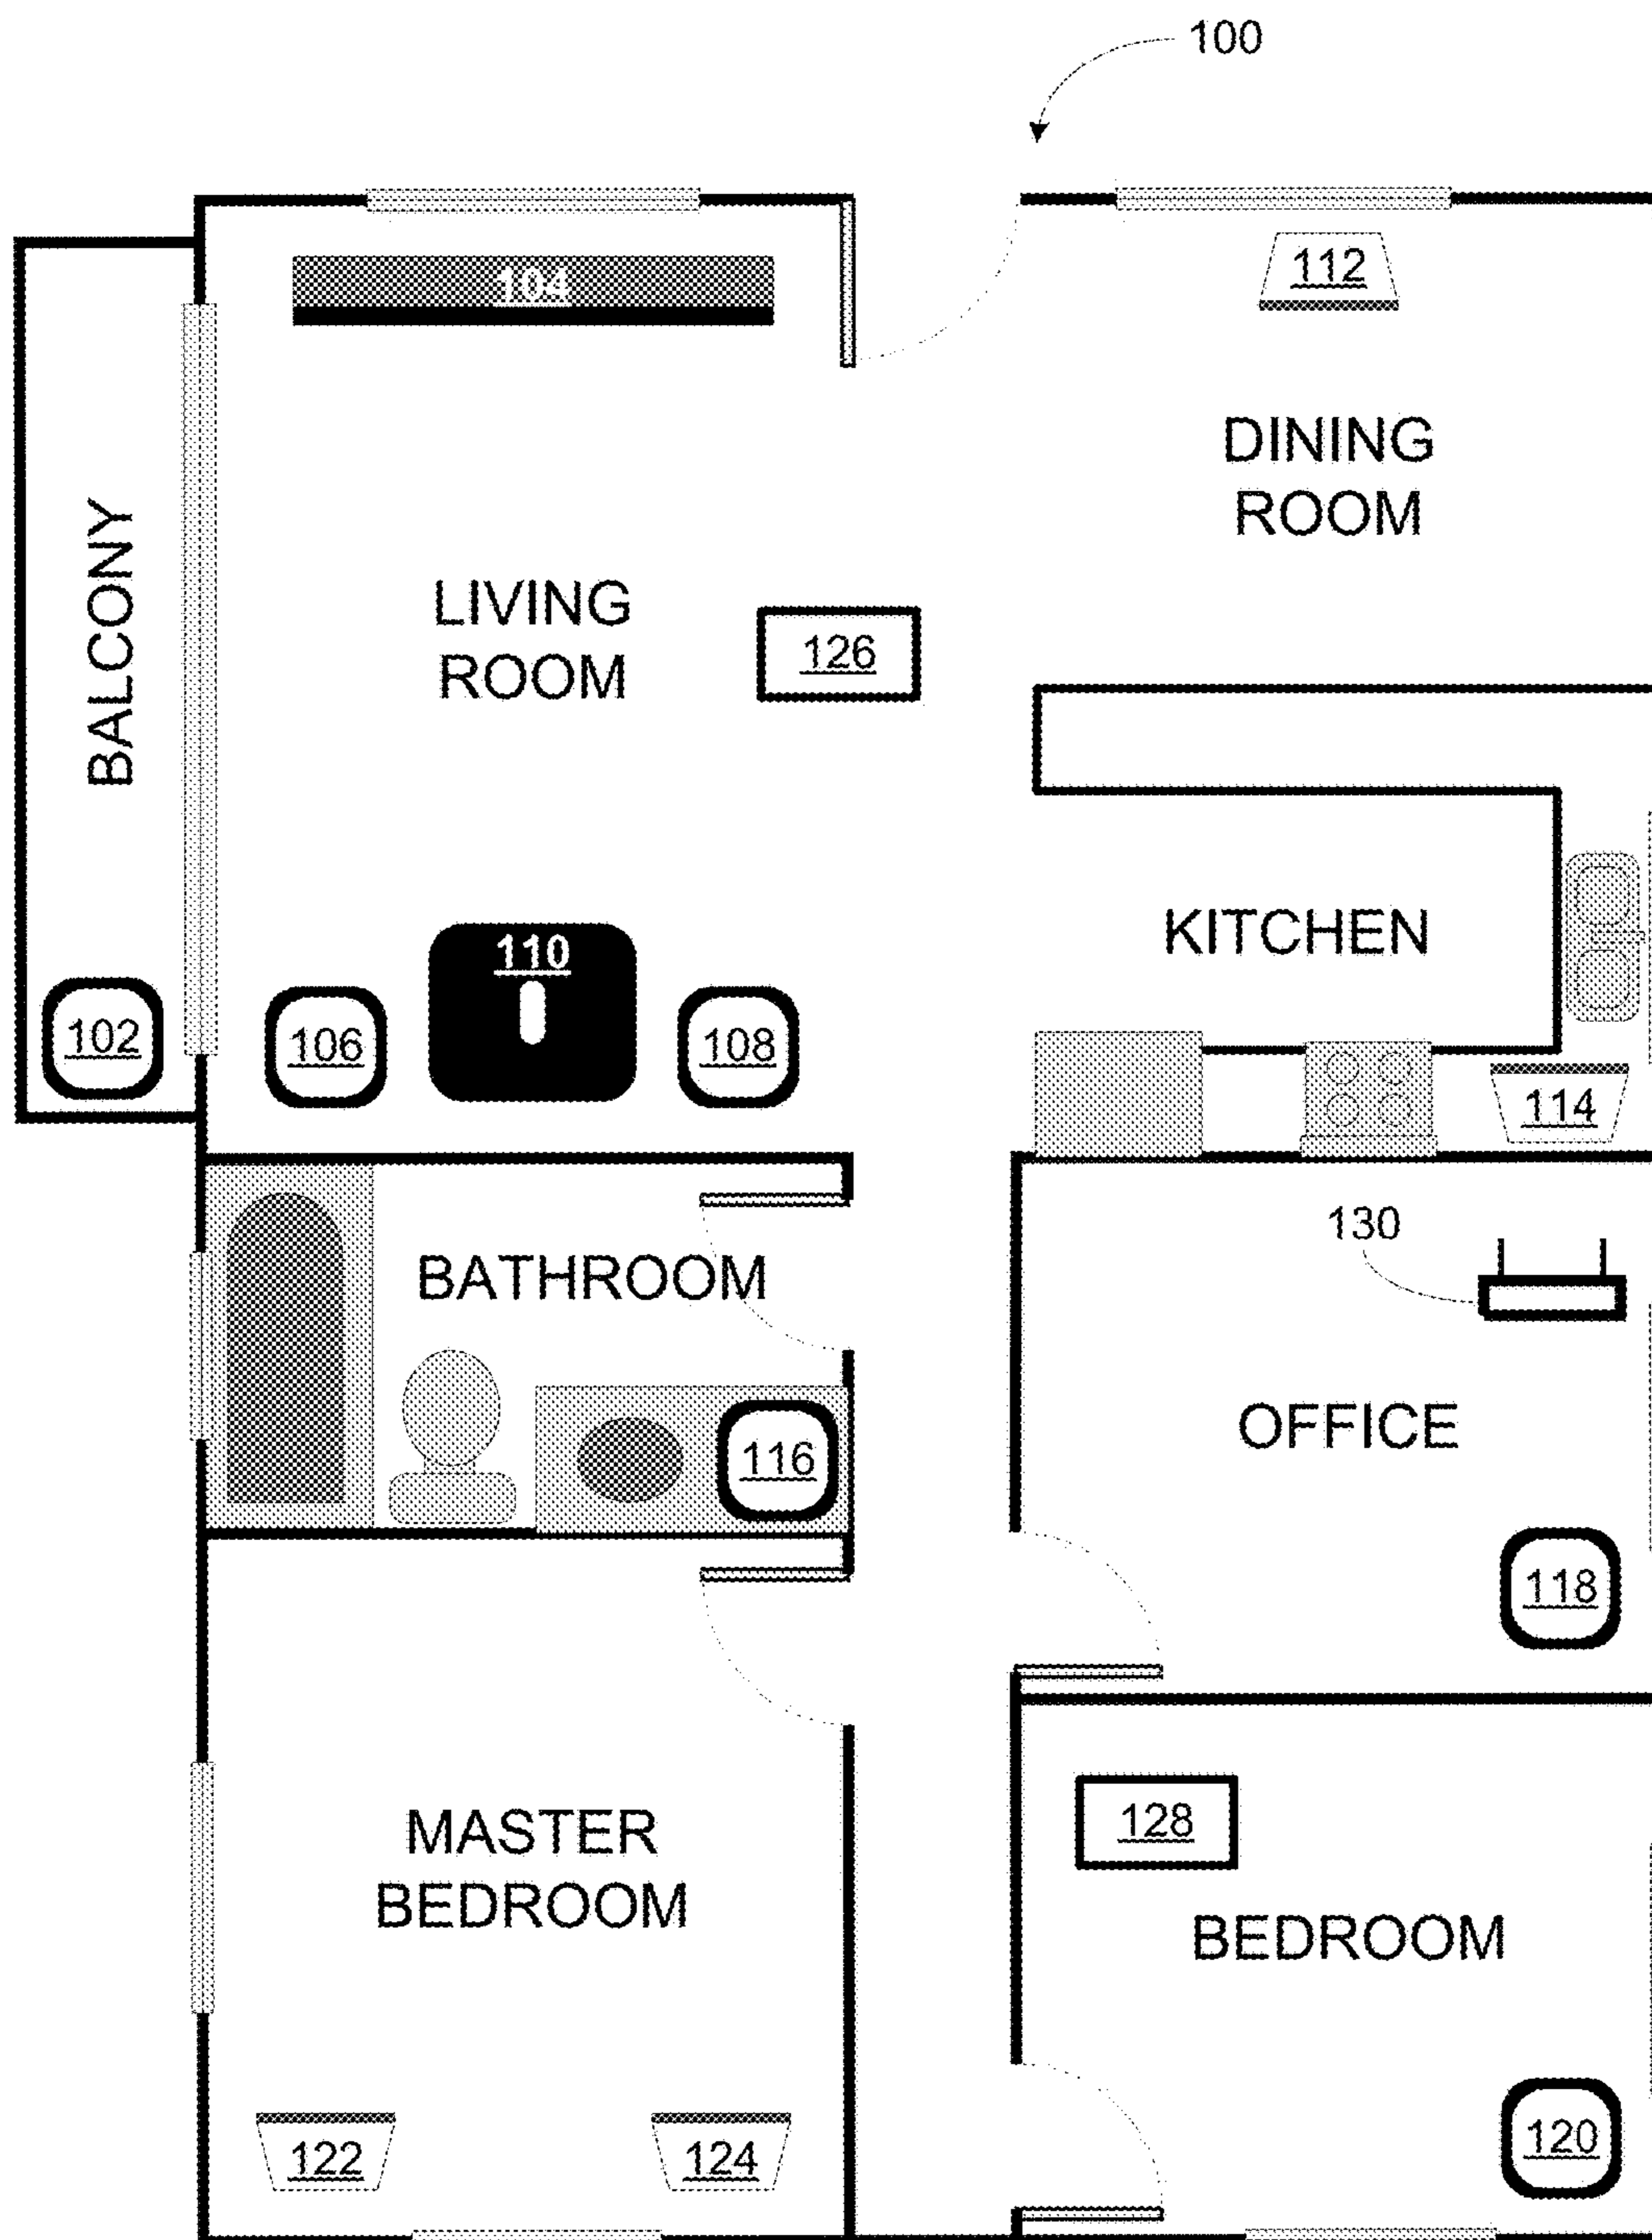 100
104
112
DINING
ROOM
BALCONY
LIVING
ROOM
126
KITCHEN
110
102
106
108
114
130
BATHROOM
OFFICE
116
118
128
MASTER
BEDROOM
BEDROOM
120
122
124